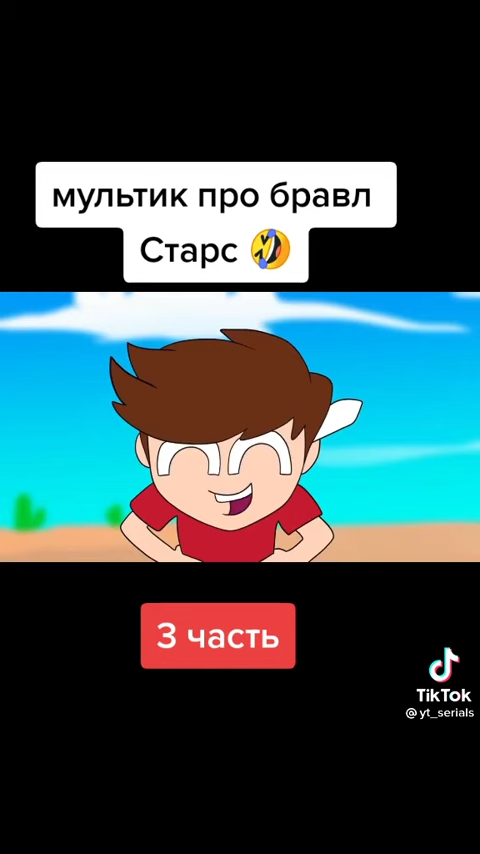 мультик про бравл
Старс 🤣
3 часть
TikTok
@yt_serials